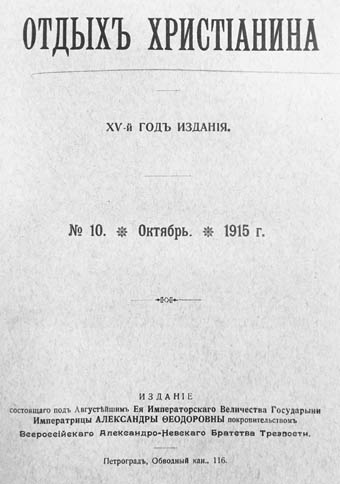 ОТДЫХЪ ХРИСТІАНИНА
XV-й ГОДЪ ИЗДАНІЯ.
№ 10. ❋ Октябрь. ❋ 1915 г.
ИЗДАНІЕ
состоящаго подъ Августѣйшимъ Ея Императорскаго Величества Государыни
Императрицы АЛЕКСАНДРЫ ѲЕОДОРОВНЫ покровительствомъ
Всероссійскаго Александро-Невскаго Братства Трезвости.
Петроградъ, Обводный кан., 116.